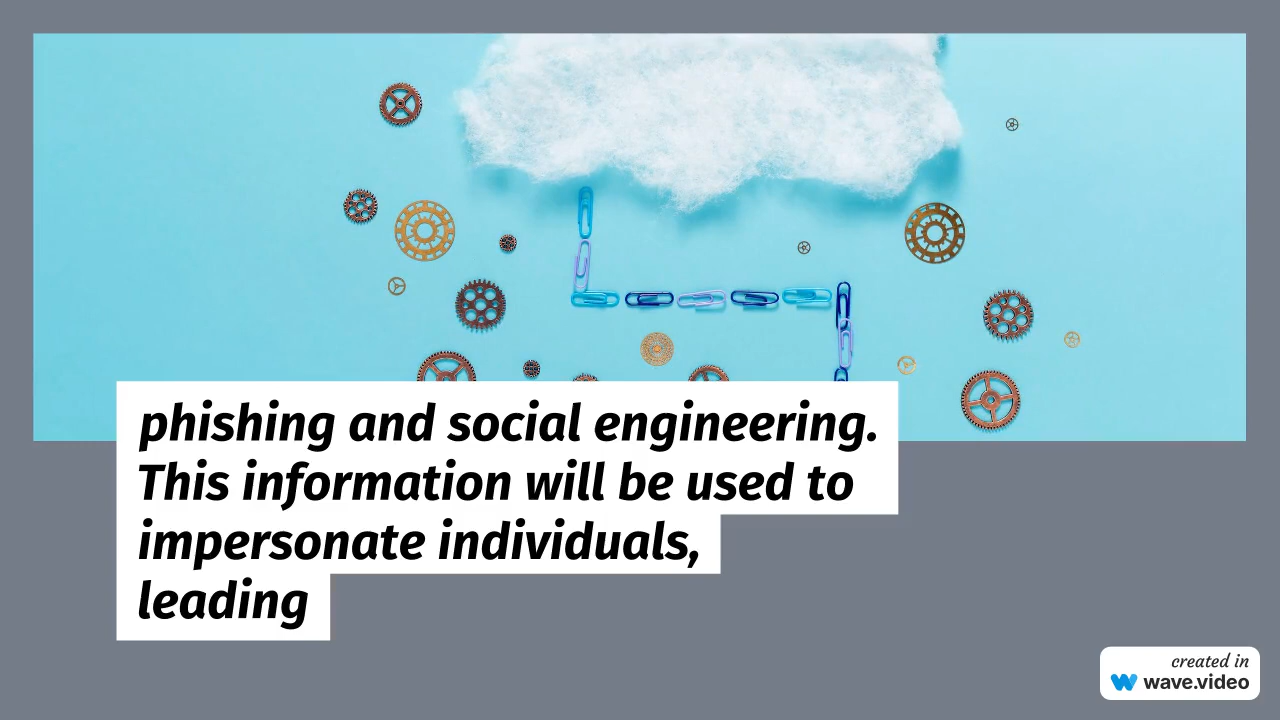 phishing and social engineering.
This information will be used to
impersonate individuals,
leading
created in
wave.video